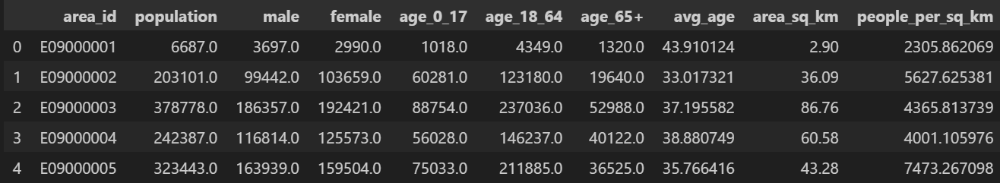 area_id population male female age_0_17 age_18_64 age_65+ avg_age area_sq_km people_per_sq_km
0 E09000001 6687.0 3697.0 2990.0 1018.0 4349.0 1320.0 43.910124 2.90 2305.862069
1 E09000002 203101.0 99442.0 103659.0 60281.0 123180.0 19640.0 33.017321 36.09 5627.625381
2 E09000003 378778.0 186357.0 192421.0 88754.0 237036.0 52988.0 37.195582 86.76 4365.813739
3 E09000004 242387.0 116814.0 125573.0 56028.0 146237.0 40122.0 38.880749 60.58 4001.105976
4 E09000005 323443.0 163939.0 159504.0 75033.0 211885.0 36525.0 35.766416 43.28 7473.267098